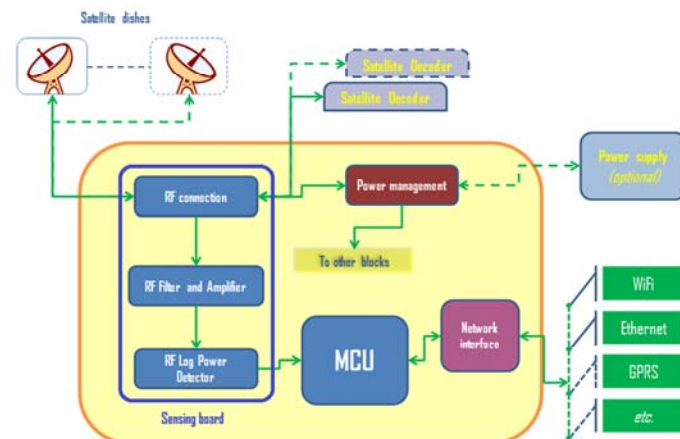 Satellite dishes
Satellite Decoder
Satellite Decoder
Power supply
(optional)
RF connection
Power management
To other blocks
RF Filter and Amplifier
RF Log Power
Detector
MCU
Network
interface
Sensing board
WiFi
Ethernet
GPRS
etc.